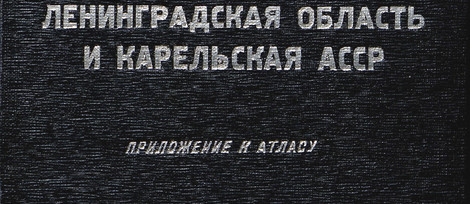 ЛЕНИНГРАДСКАЯ ОБЛАСТЬ
И КАРЕЛЬСКАЯ АССР
ПРИЛОЖЕНИЕ К АТЛАСУ